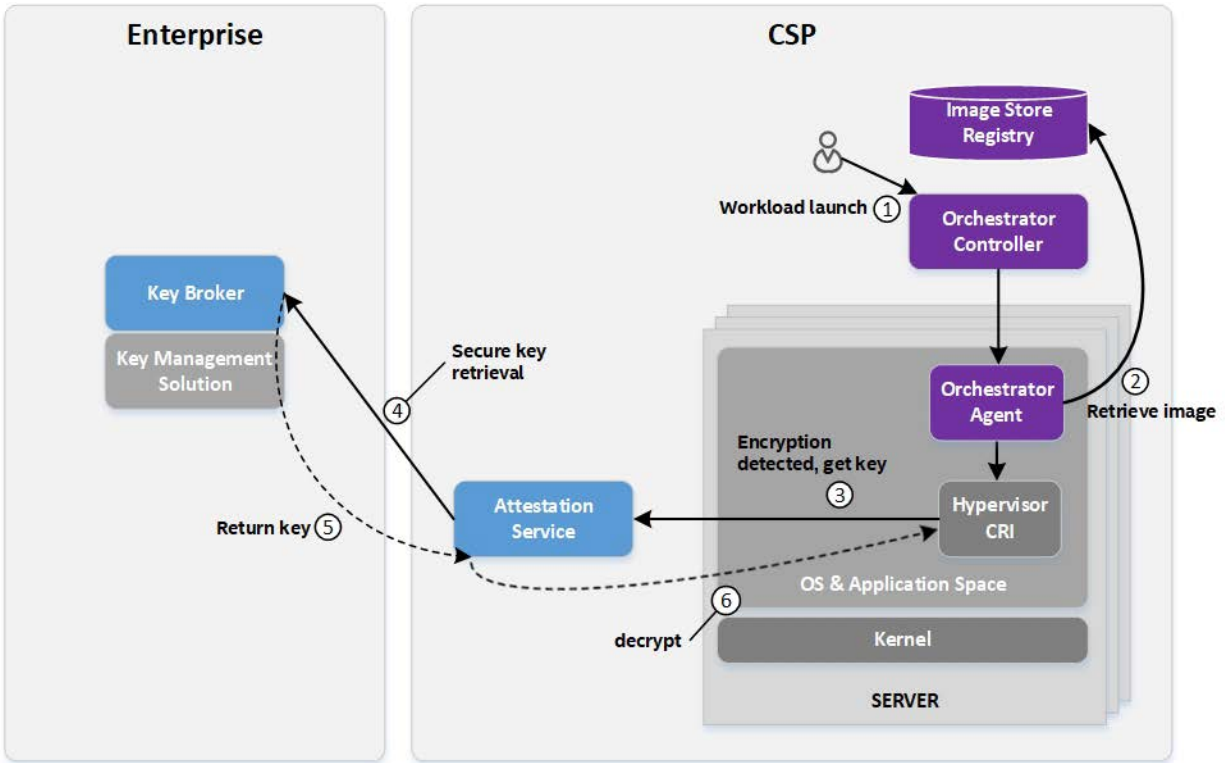 Enterprise
CSP
Image Store
Registry
Workload launch 1
Orchestrator
Controller
Key Broker
Key Management
Solution
Secure key
retrieval
4
Orchestrator
Agent
2
Retrieve image
Encryption
detected, get key
3
Attestation
Service
Hypervisor
CRI
Return key 5
OS & Application Space
6
decrypt
Kernel
SERVER